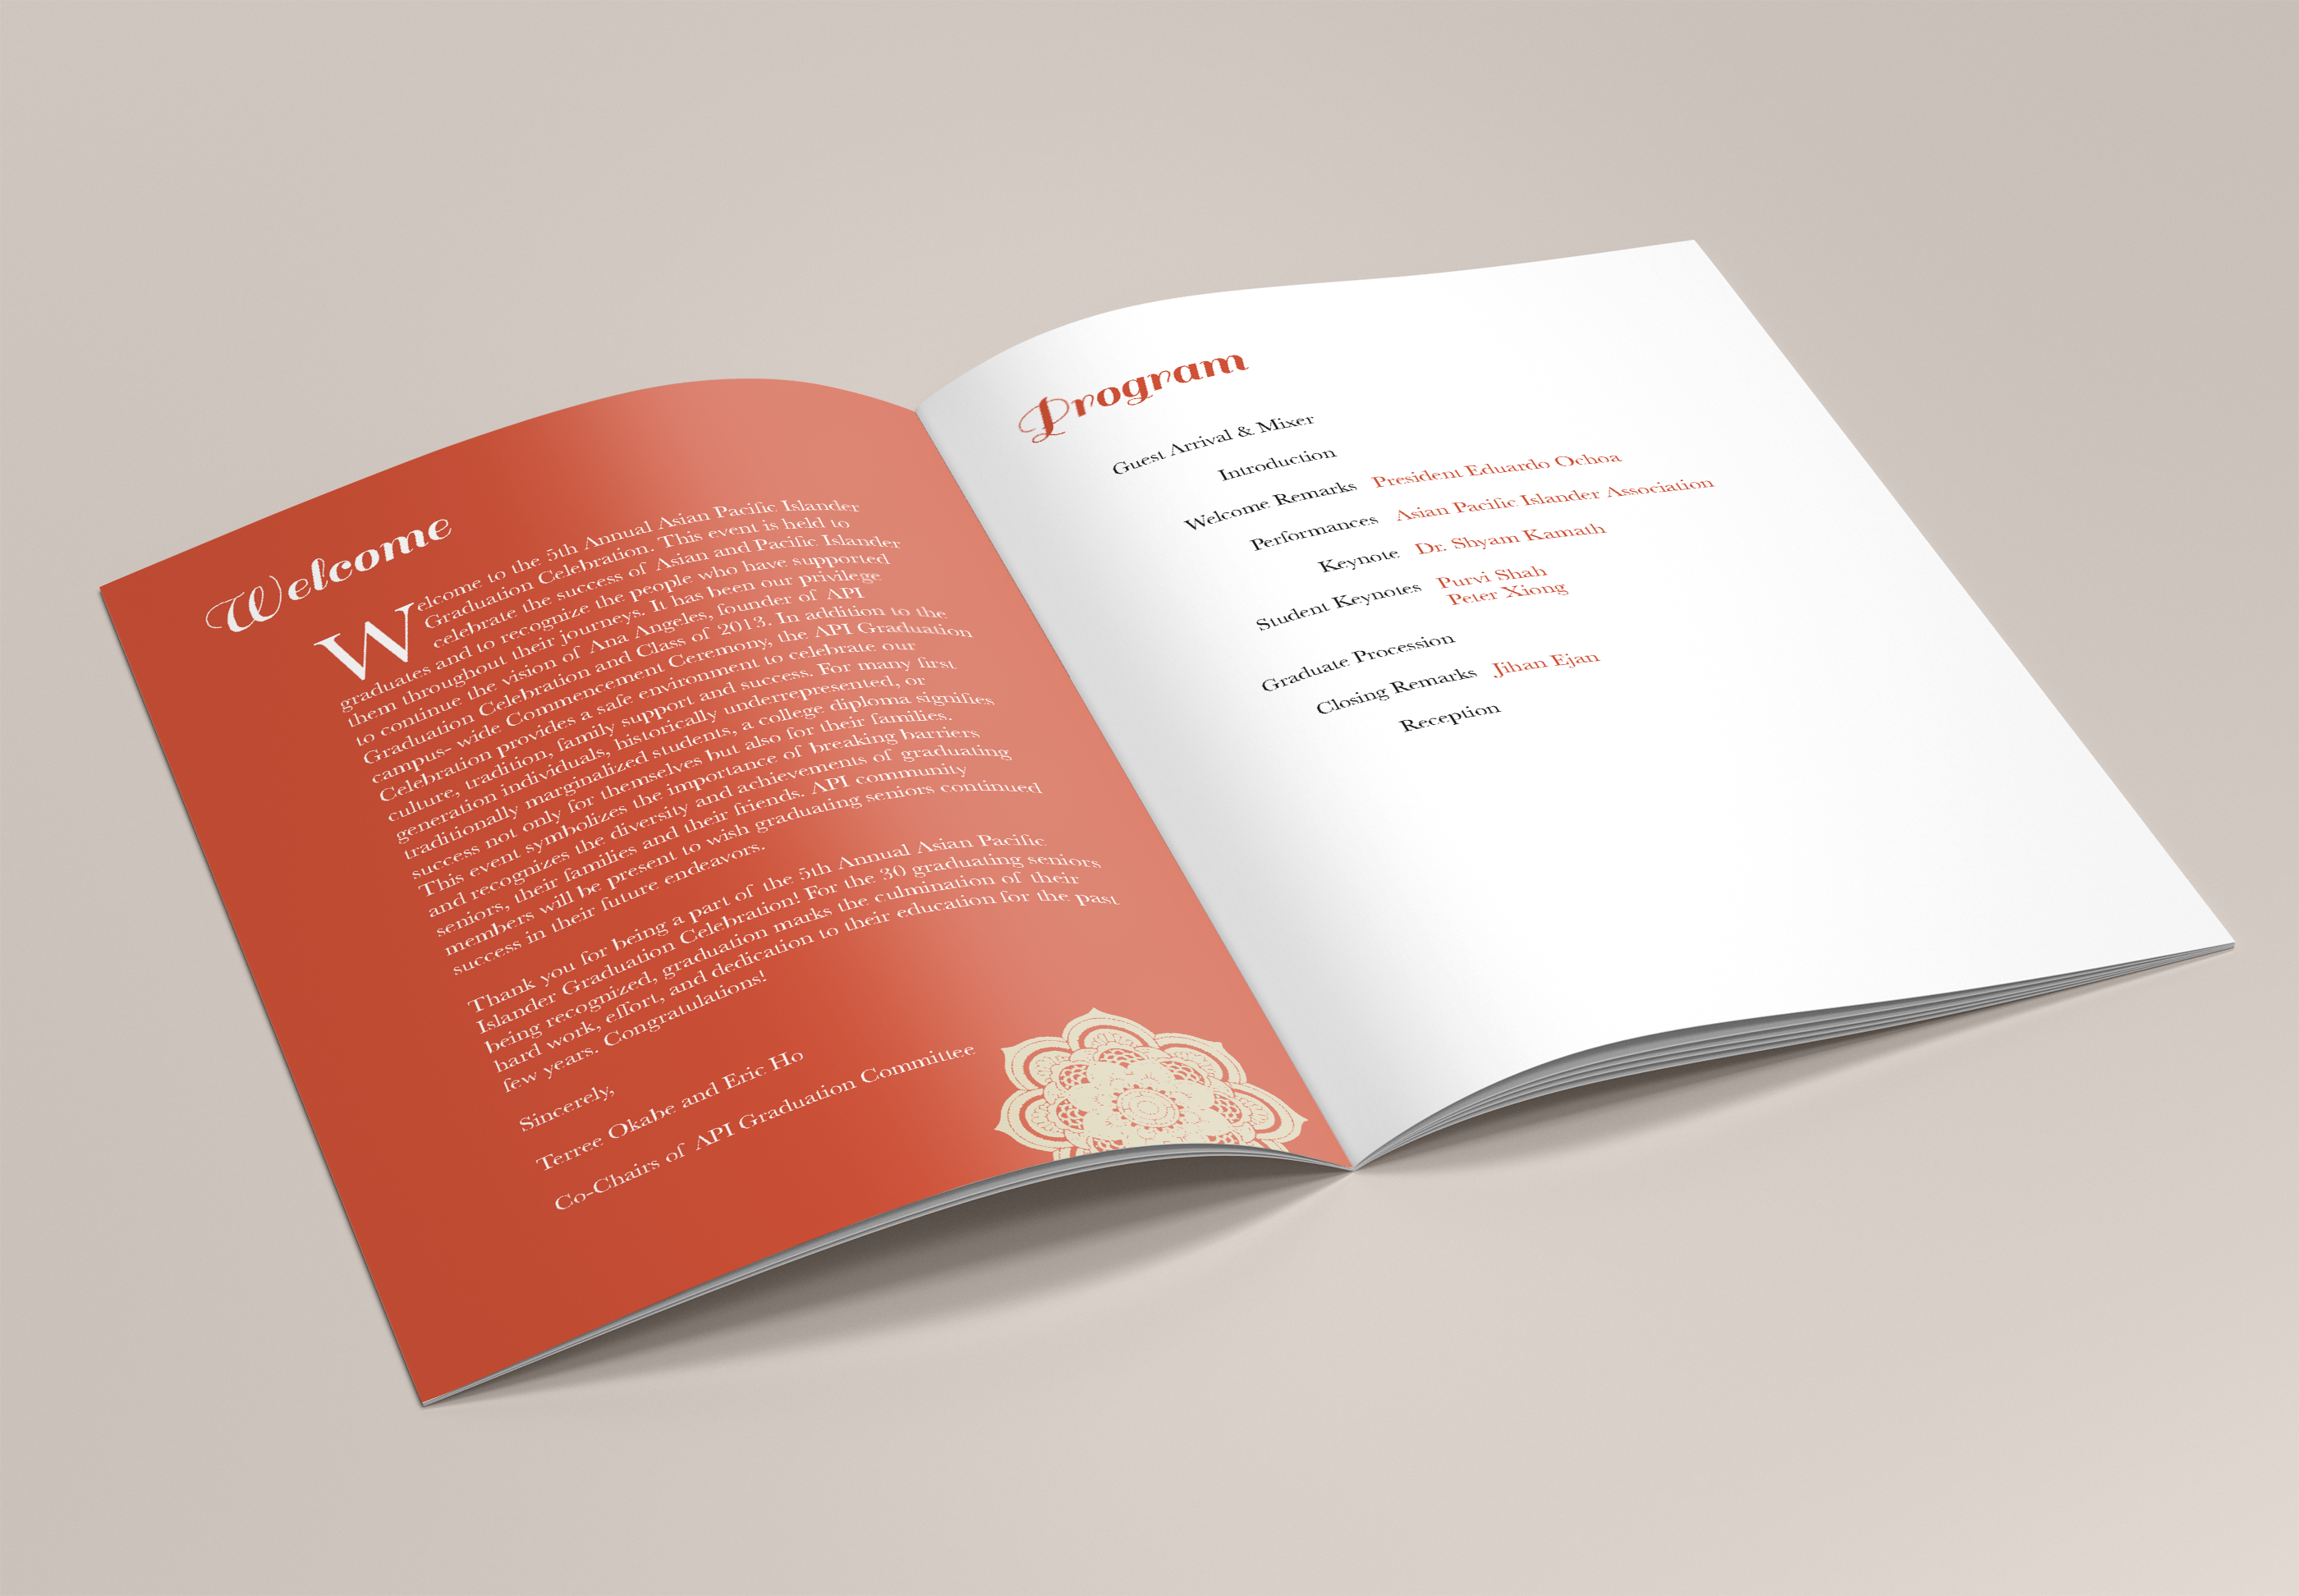 Welcome
Welcome to the 5th Annual Asian Pacific Islander
Graduation Celebration. This event is held to
celebrate the success of Asian and Pacific Islander
graduates and to recognize the people who have supported
them throughout their journeys. It has been our privilege
to continue the vision of Ana Angeles, founder of API
Graduation Celebration and Class of 2013. In addition to the
campus- wide Commencement Ceremony, the API Graduation
Celebration provides a safe environment to celebrate our
culture, tradition, family support and success. For many first
generation individuals, historically underrepresented, or
traditionally marginalized students, a college diploma signifies
success not only for themselves but also for their families.
This event symbolizes the importance of breaking barriers
and recognizes the diversity and achievements of graduating
seniors, their families and their friends. API community
members will be present to wish graduating seniors continued
success in their future endeavors.
Thank you for being a part of the 5th Annual Asian Pacific
Islander Graduation Celebration! For the 30 graduating seniors
being recognized, graduation marks the culmination of their
hard work, effort, and dedication to their education for the past
few years. Congratulations!
Sincerely,
Terree Okabe and Eric Ho
Co-Chairs of API Graduation Committee
Program
Guest Arrival & Mixer
Introduction
Welcome Remarks President Eduardo Ochoa
Performances Asian Pacific Islander Association
Keynote Dr. Shyam Kamath
Student Keynotes Purvi Shah
Peter Xiong
Graduate Procession
Closing Remarks Jihan Ejan
Reception